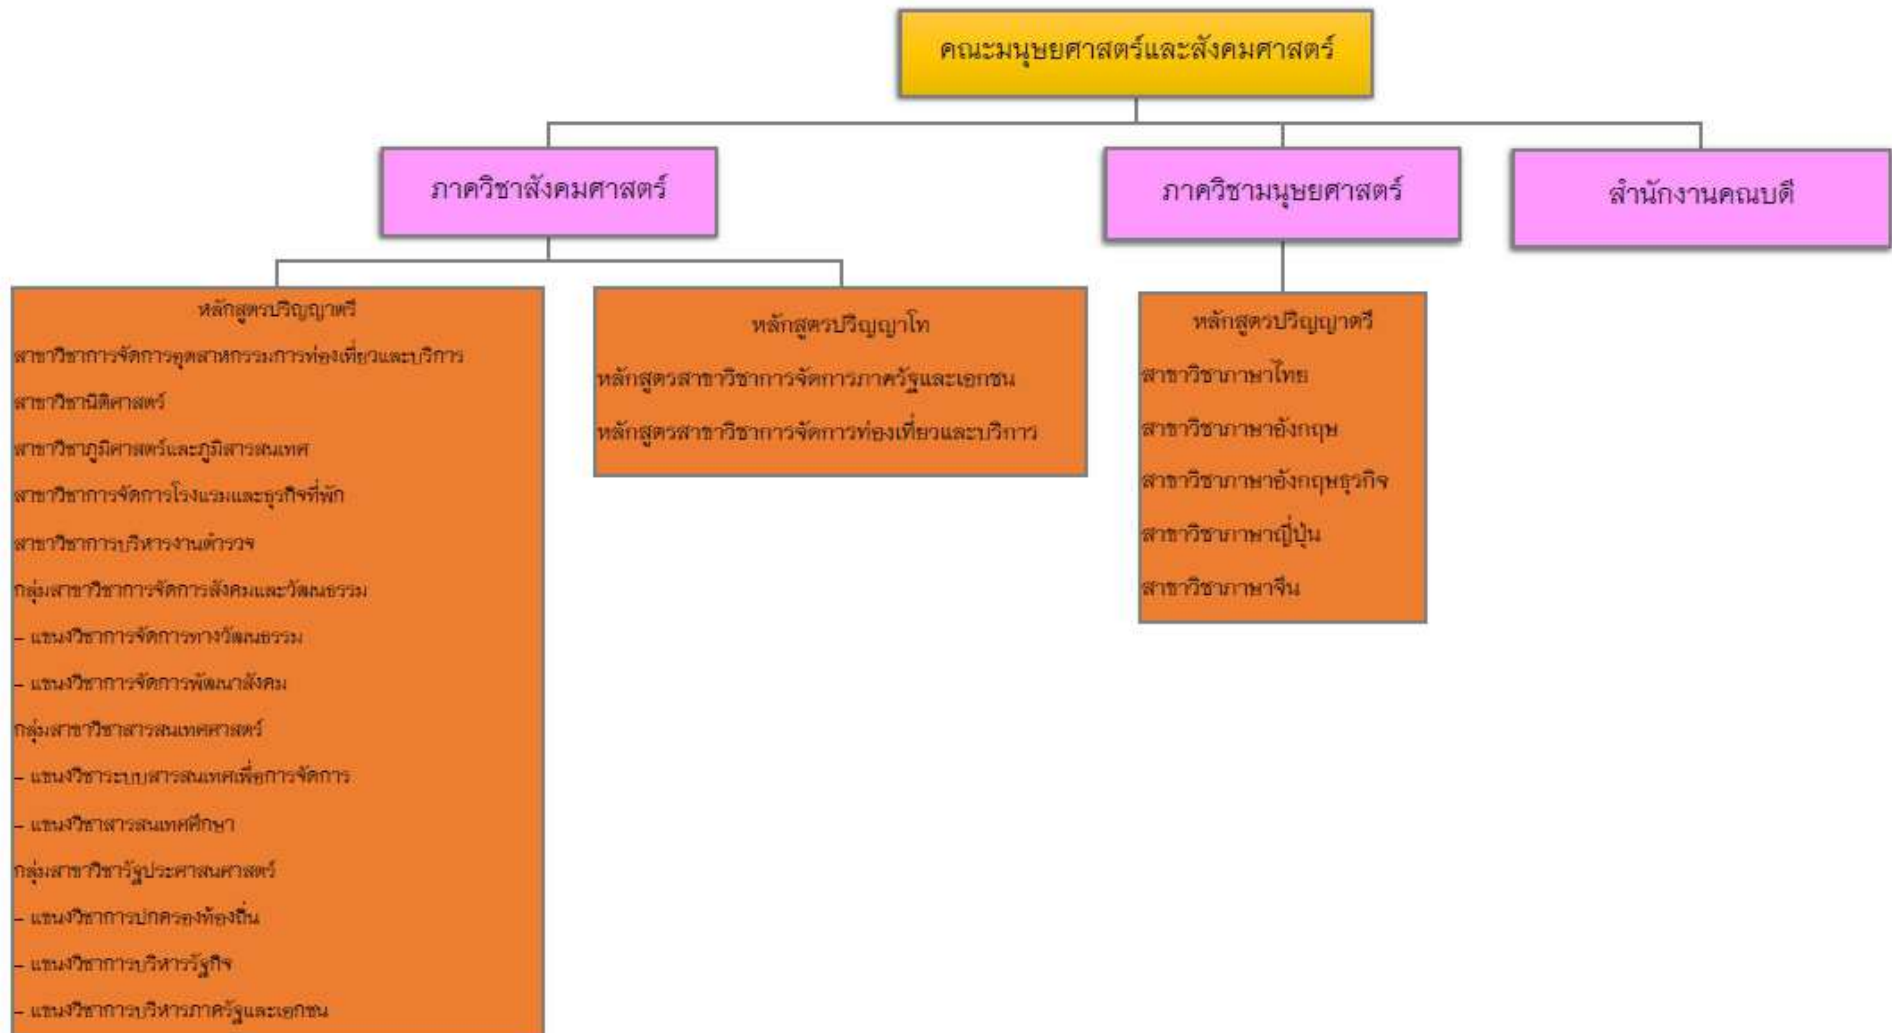 คณะมนุษยศาสตร์และสังคมศาสตร์
ภาควิชาสังคมศาสตร์
ภาควิชามนุษยศาสตร์
สำนักงานคณบดี
หลักสูตรปริญญาตรี
สาขาวิชาการจัดการอุตสาหกรรมการท่องเที่ยวและบริการ
สาขาวิชานิติศาสตร์
สาขาวิชาภูมิศาสตร์และภูมิสารสนเทศ
สาขาวิชาการจัดการโรงแรมและธุรกิจที่พัก
สาขาวิชาการบริหารงานตำรวจ
กลุ่มสาขาวิชาการจัดการสังคมและวัฒนธรรม
– แขนงวิชาการจัดการทางวัฒนธรรม
– แขนงวิชาการจัดการพัฒนาสังคม
กลุ่มสาขาวิชาสารสนเทศศาสตร์
– แขนงวิชาระบบสารสนเทศเพื่อการจัดการ
– แขนงวิชาสารสนเทศศึกษา
กลุ่มสาขาวิชารัฐประศาสนศาสตร์
– แขนงวิชาการปกครองท้องถิ่น
– แขนงวิชาการบริหารรัฐกิจ
– แขนงวิชาการบริหารภาครัฐและเอกชน
หลักสูตรปริญญาโท
หลักสูตรสาขาวิชาการจัดการภาครัฐและเอกชน
หลักสูตรสาขาวิชาการจัดการท่องเที่ยวและบริการ
หลักสูตรปริญญาตรี
สาขาวิชาภาษาไทย
สาขาวิชาภาษาอังกฤษ
สาขาวิชาภาษาอังกฤษธุรกิจ
สาขาวิชาภาษาญี่ปุ่น
สาขาวิชาภาษาจีน